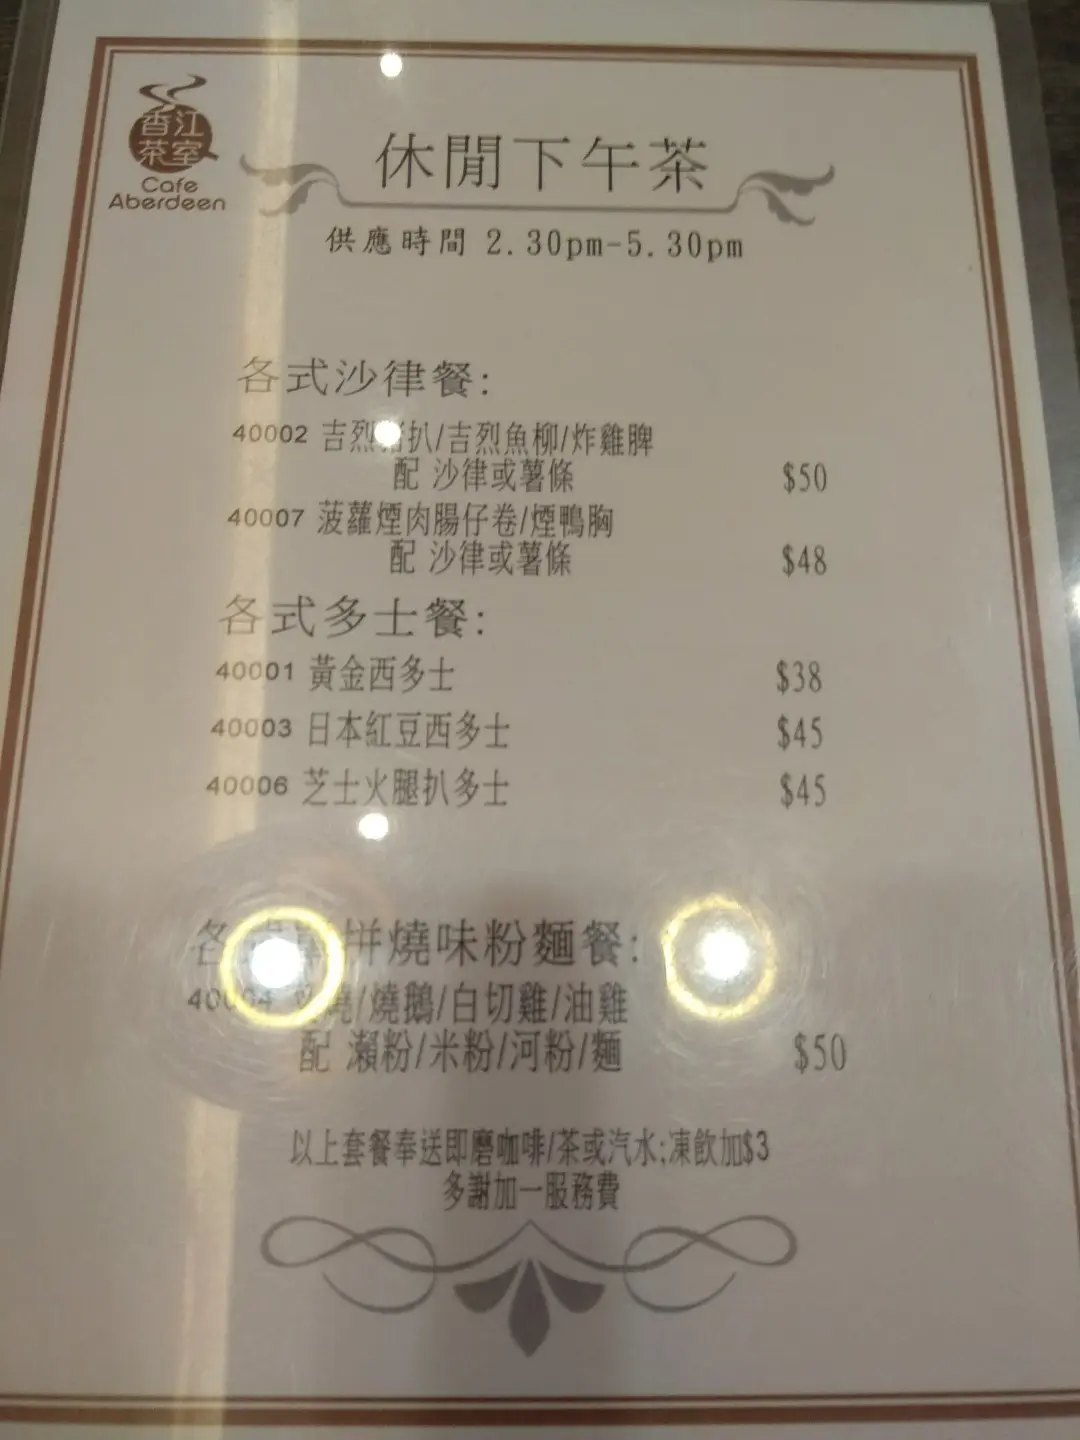 香江
茶室
Cafe
Aberdeen
休閒下午茶
供應時間 2.30pm-5.30pm
各式沙律餐:
40002 吉烈 扒/吉烈魚柳/炸雞脾
配 沙律或薯條 $50
40007 菠蘿煙肉腸仔卷/煙鴨胸
配 沙律或薯條 $48
各式多士餐:
40001 黃金西多士 $38
40003 日本紅豆西多士 $45
40006 芝士火腿扒多士 $45
各 拼燒味粉麵餐:
燒/燒鵝/白切雞/油雞
配 瀨粉/米粉/河粉/麵 $50
以上套餐奉送即磨咖啡/茶或汽水;凍飲加$3
多謝加一服務費